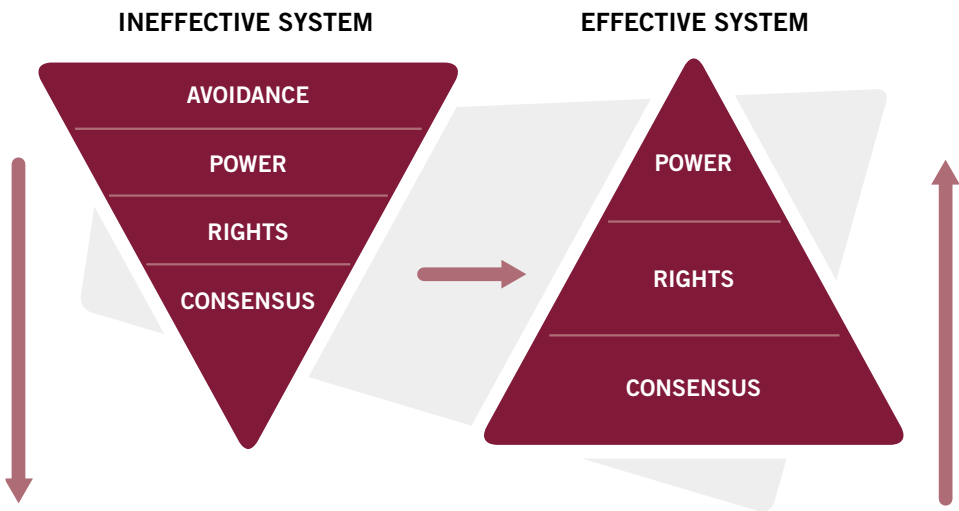 INEFFECTIVE SYSTEM
AVOIDANCE
POWER
RIGHTS
CONSENSUS
EFFECTIVE SYSTEM
POWER
RIGHTS
CONSENSUS